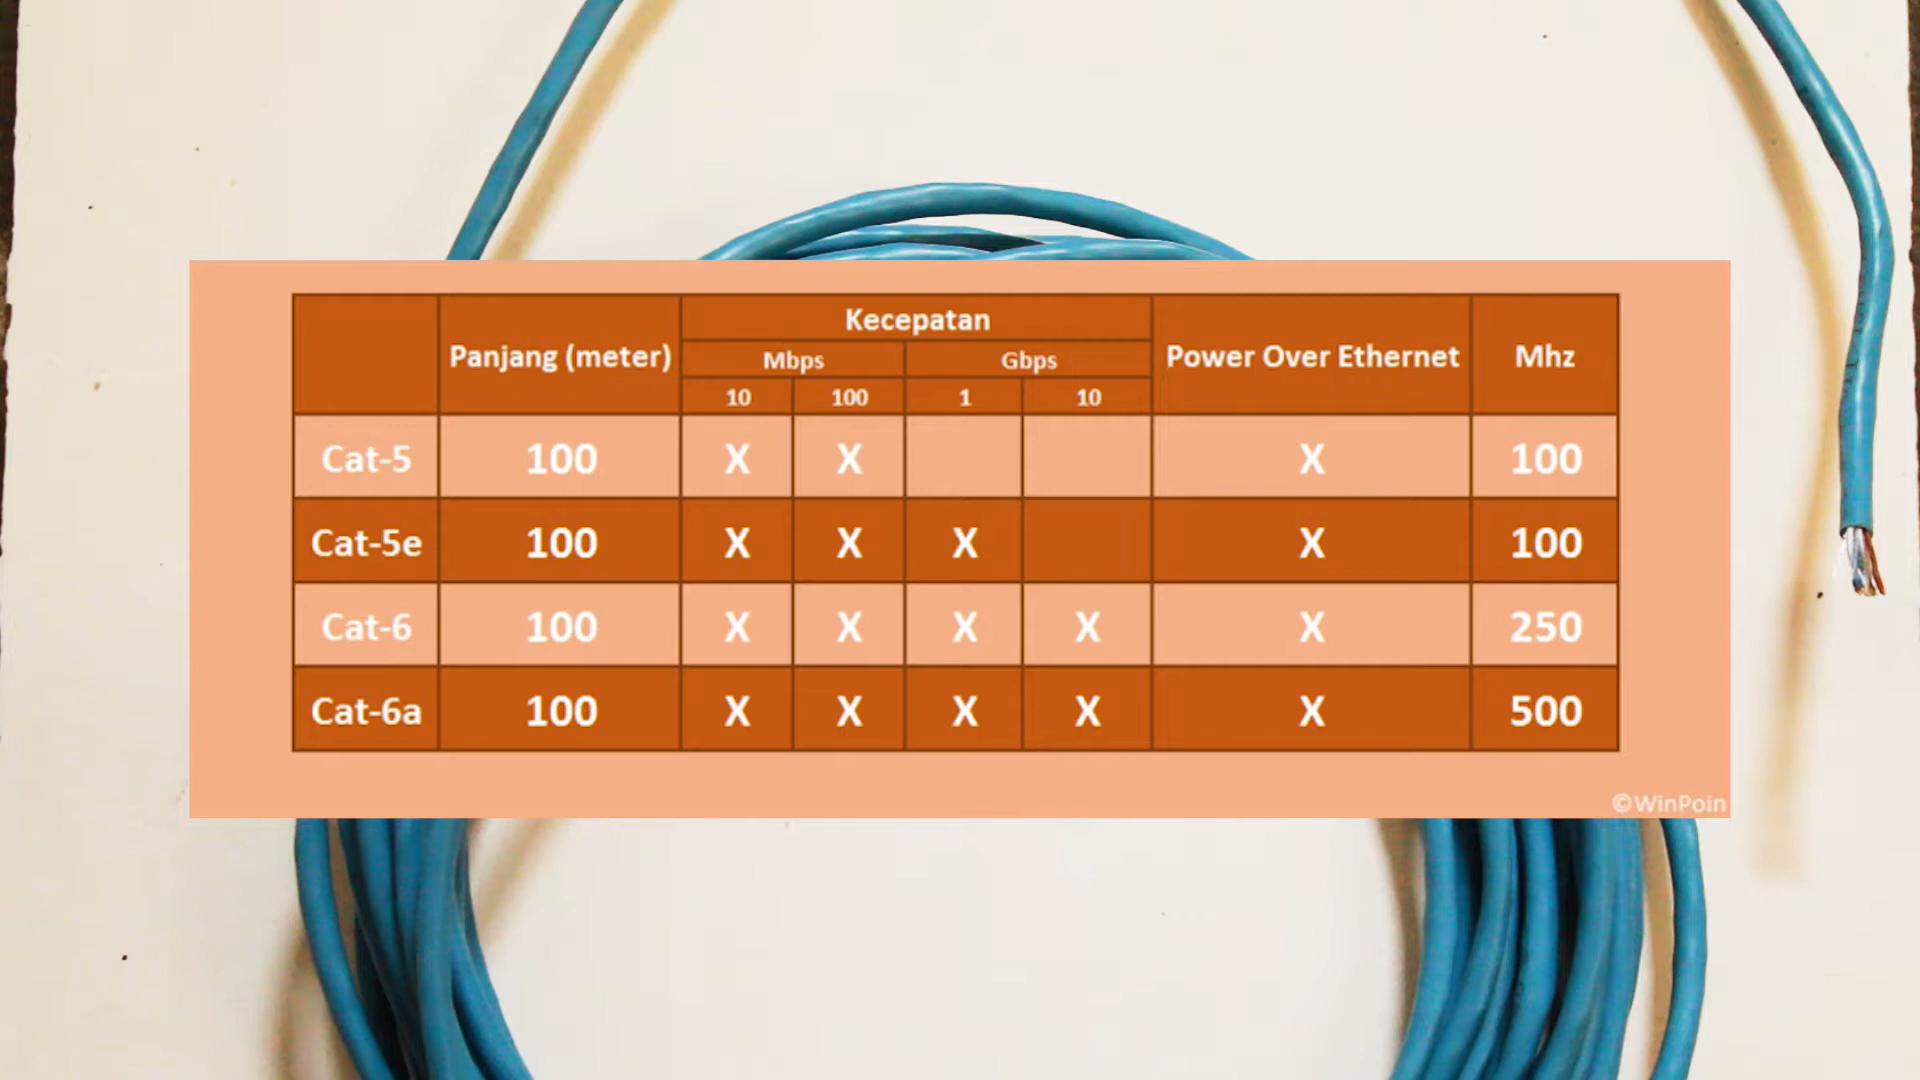 Kecepatan
Panjang (meter) Mbps Gbps Power Over Ethernet Mhz
10 100 1 10
Cat-5 100 X X X 100
Cat-5e 100 X X X X 100
Cat-6 100 X X X X X 250
Cat-6a 100 X X X X X 500
©WinPoin